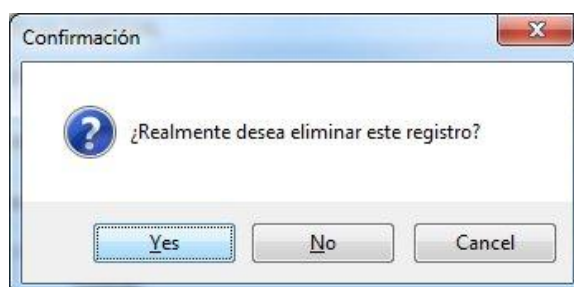 Confirmación
¿Realmente desea eliminar este registro?
Yes
No
Cancel